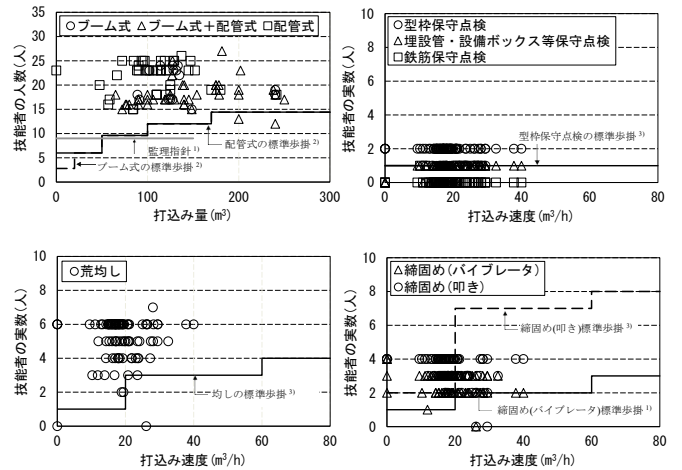 ○ブーム式 △ブーム式＋配管式 □配管式
35
30
25
20
15
10
5
0
技能者の人数(人)
監理指針 1)
配管式の標準歩掛 2)
ブーム式の標準歩掛 2)
0 100 200 300
打込み量(m³)
○型枠保守点検
△埋設管・設備ボックス等保守点検
□鉄筋保守点検
10
8
6
4
2
0
技能者の実数(人)
型枠保守点検の標準歩掛 3)
0 20 40 60 80
打込み速度(m³/h)
○荒均し
10
8
6
4
2
0
技能者の実数(人)
均しの標準歩掛 3)
0 20 40 60 80
打込み速度(m³/h)
△締固め(バイブレータ)
○締固め(叩き)
10
8
6
4
2
0
技能者の実数(人)
締固め(叩き)標準歩掛 3)
締固め(バイブレータ)標準歩掛 1)
0 20 40 60 80
打込み速度(m³/h)